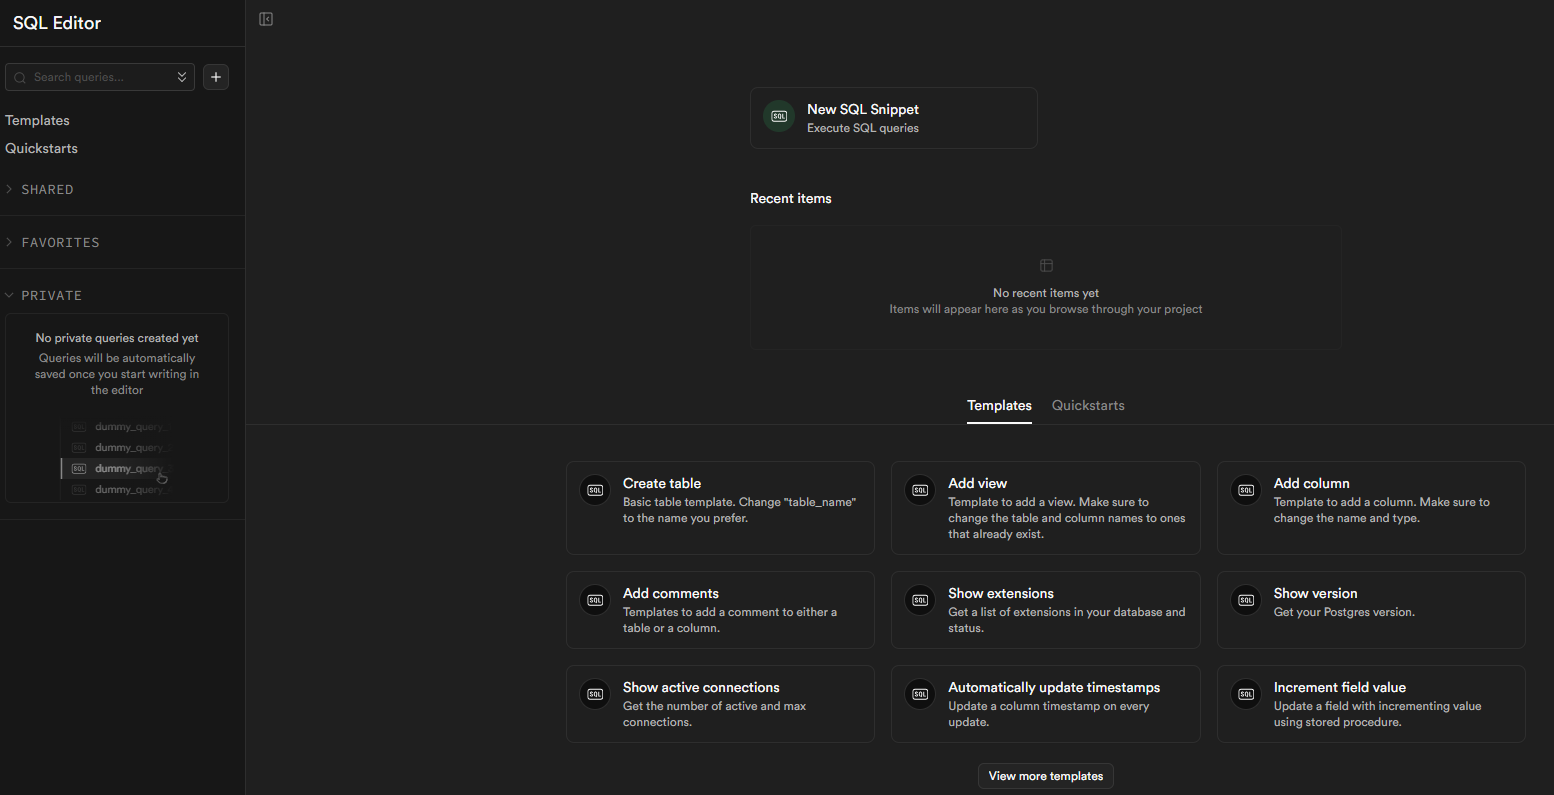 SQL Editor
Search queries...
Templates
Quickstarts
SHARED
FAVORITES
PRIVATE
No private queries created yet
Queries will be automatically
saved once you start writing in
the editor
SQL dummy_query_
SQL dummy_query_
SQL dummy_query_
SQL dummy_query_
SQL
New SQL Snippet
Execute SQL queries
Recent items
No recent items yet
Items will appear here as you browse through your project
Templates
Quickstarts
SQL
Create table
Basic table template. Change "table_name"
to the name you prefer.
SQL
Add view
Template to add a view. Make sure to
change the table and column names to ones
that already exist.
SQL
Add column
Template to add a column. Make sure to
change the name and type.
SQL
Add comments
Templates to add a comment to either a
table or a column.
SQL
Show extensions
Get a list of extensions in your database and
status.
SQL
Show version
Get your Postgres version.
SQL
Show active connections
Get the number of active and max
connections.
SQL
Automatically update timestamps
Update a column timestamp on every
update.
SQL
Increment field value
Update a field with incrementing value
using stored procedure.
View more templates